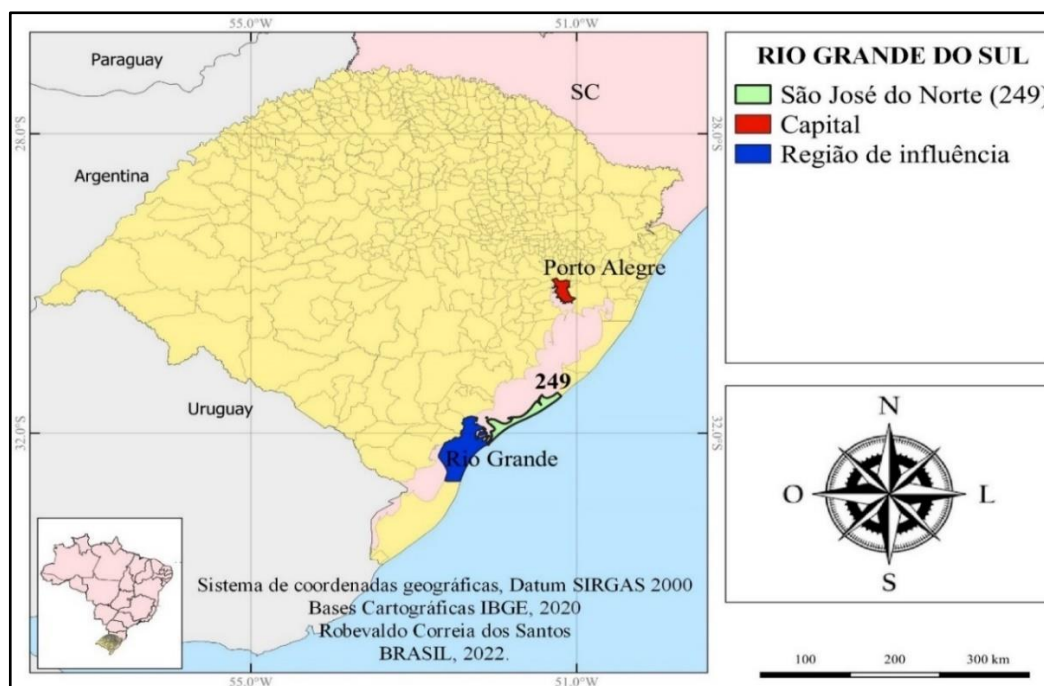 55.0°W
51.0°W
Paraguay
SC
28.0°S
28.0°S
Argentina
Porto Alegre
249
Uruguay
32.0°S
32.0°S
Rio Grande
Sistema de coordenadas geográficas, Datum SIRGAS 2000
Bases Cartográficas IBGE, 2020
Robevaldo Correia dos Santos
BRASIL, 2022.
55.0°W
51.0°W
RIO GRANDE DO SUL
São José do Norte (249)
Capital
Região de influência
N
O
L
S
100
200
300 km